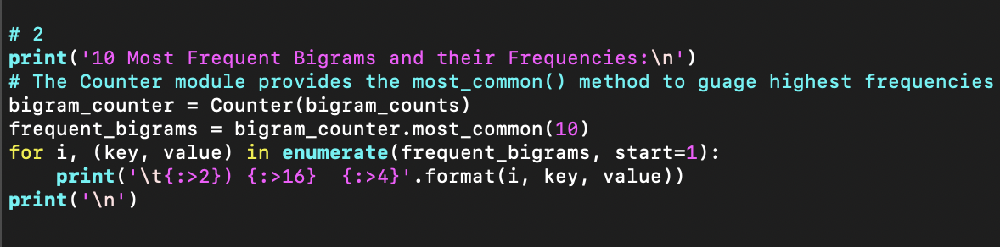 # 2
print('10 Most Frequent Bigrams and their Frequencies:\n')
# The Counter module provides the most_common() method to guage highest frequencies
bigram_counter = Counter(bigram_counts)
frequent_bigrams = bigram_counter.most_common(10)
for i, (key, value) in enumerate(frequent_bigrams, start=1):
    print('\t{:>2}) {:>16}  {:>4}'.format(i, key, value))
print('\n')